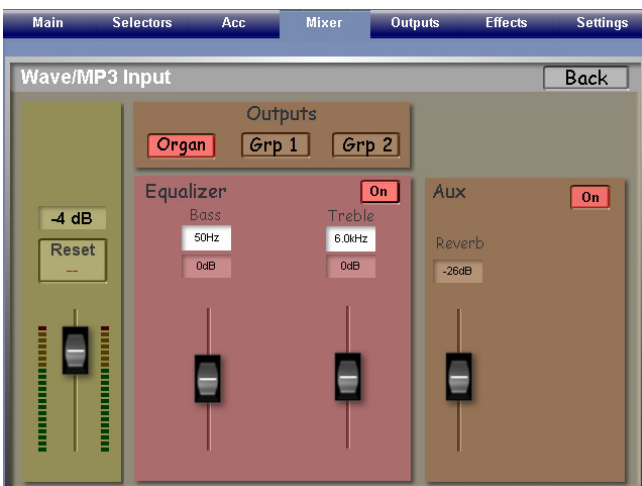 Main Selectors Acc Mixer Outputs Effects Settings
Wave/MP3 Input Back
Outputs
Organ Grp 1 Grp 2
Equalizer On
Bass Treble
50Hz 6.0kHz
0dB 0dB
-4 dB
Reset
--
Aux On
Reverb
-26dB